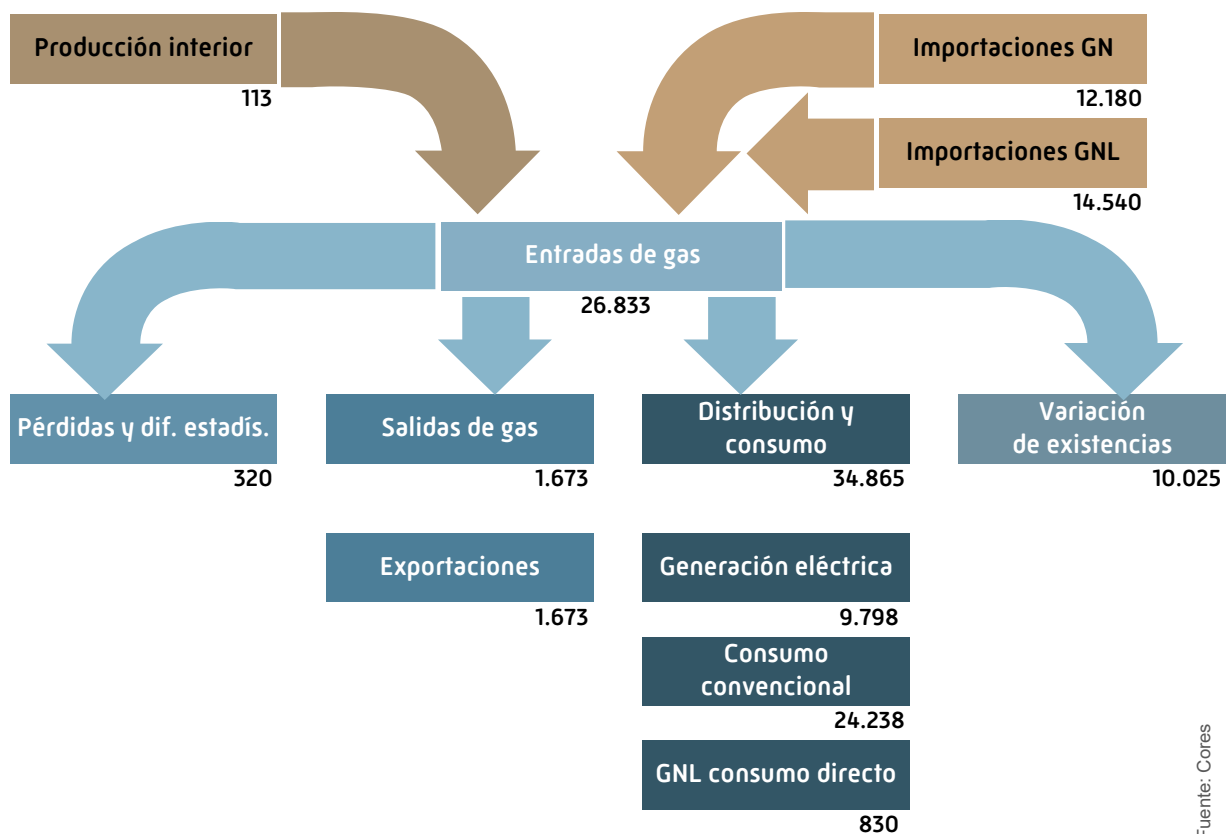 Producción interior
113
Importaciones GN
12.180
Importaciones GNL
14.540
Entradas de gas
26.833
Pérdidas y dif. estadís.
320
Salidas de gas
1.673
Distribución y
consumo
34.865
Variación
de existencias
10.025
Exportaciones
1.673
Generación eléctrica
9.798
Consumo
convencional
24.238
GNL consumo directo
830
Fuente: Cores